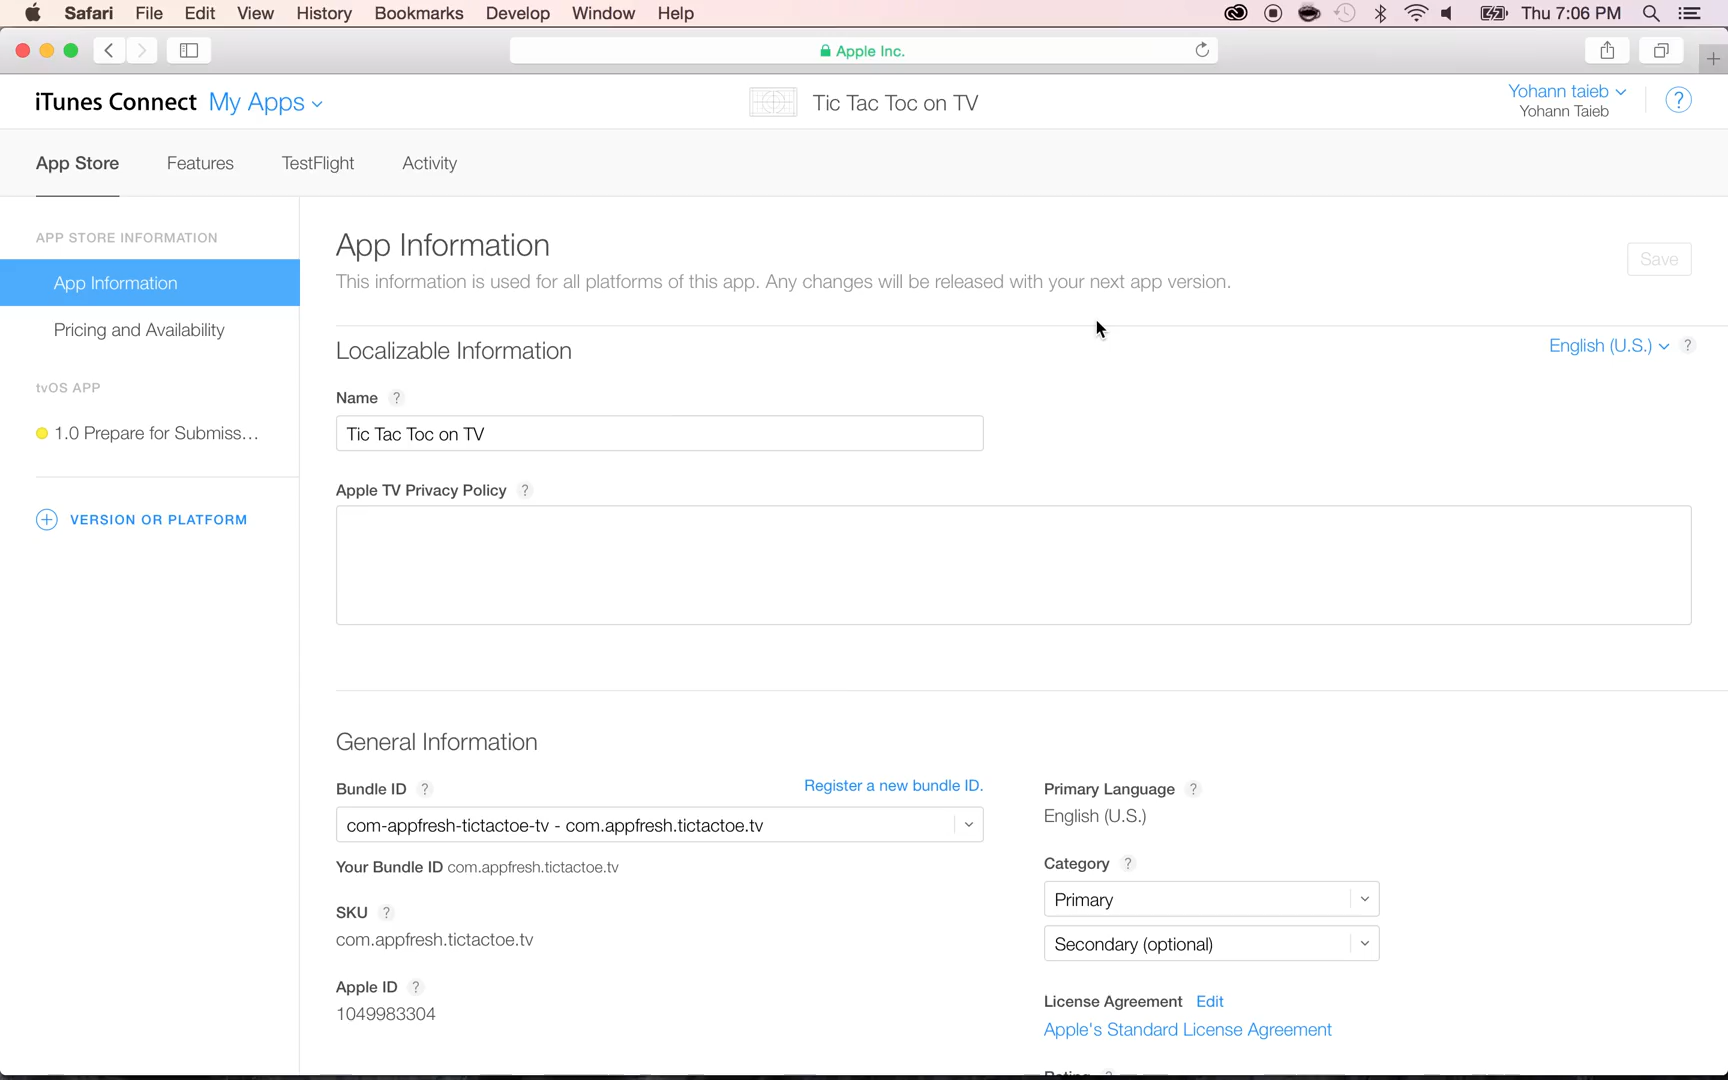 Safari File Edit View History Bookmarks Develop Window Help Thu 7:06 PM
Apple Inc.
iTunes Connect My Apps
Tic Tac Toc on TV
Yohann taieb
Yohann Taieb
?
App Store Features TestFlight Activity
APP STORE INFORMATION
App Information
Pricing and Availability
tvOS APP
1.0 Prepare for Submiss...
VERSION OR PLATFORM
App Information
This information is used for all platforms of this app. Any changes will be released with your next app version.
Save
Localizable Information
English (U.S.) ?
Name ?
Tic Tac Toc on TV
Apple TV Privacy Policy ?
General Information
Bundle ID ? Register a new bundle ID.
com-appfresh-tictactoe-tv - com.appfresh.tictactoe.tv
Your Bundle ID com.appfresh.tictactoe.tv
SKU ?
com.appfresh.tictactoe.tv
Apple ID ?
1049983304
Primary Language ?
English (U.S.)
Category ?
Primary
Secondary (optional)
License Agreement Edit
Apple's Standard License Agreement